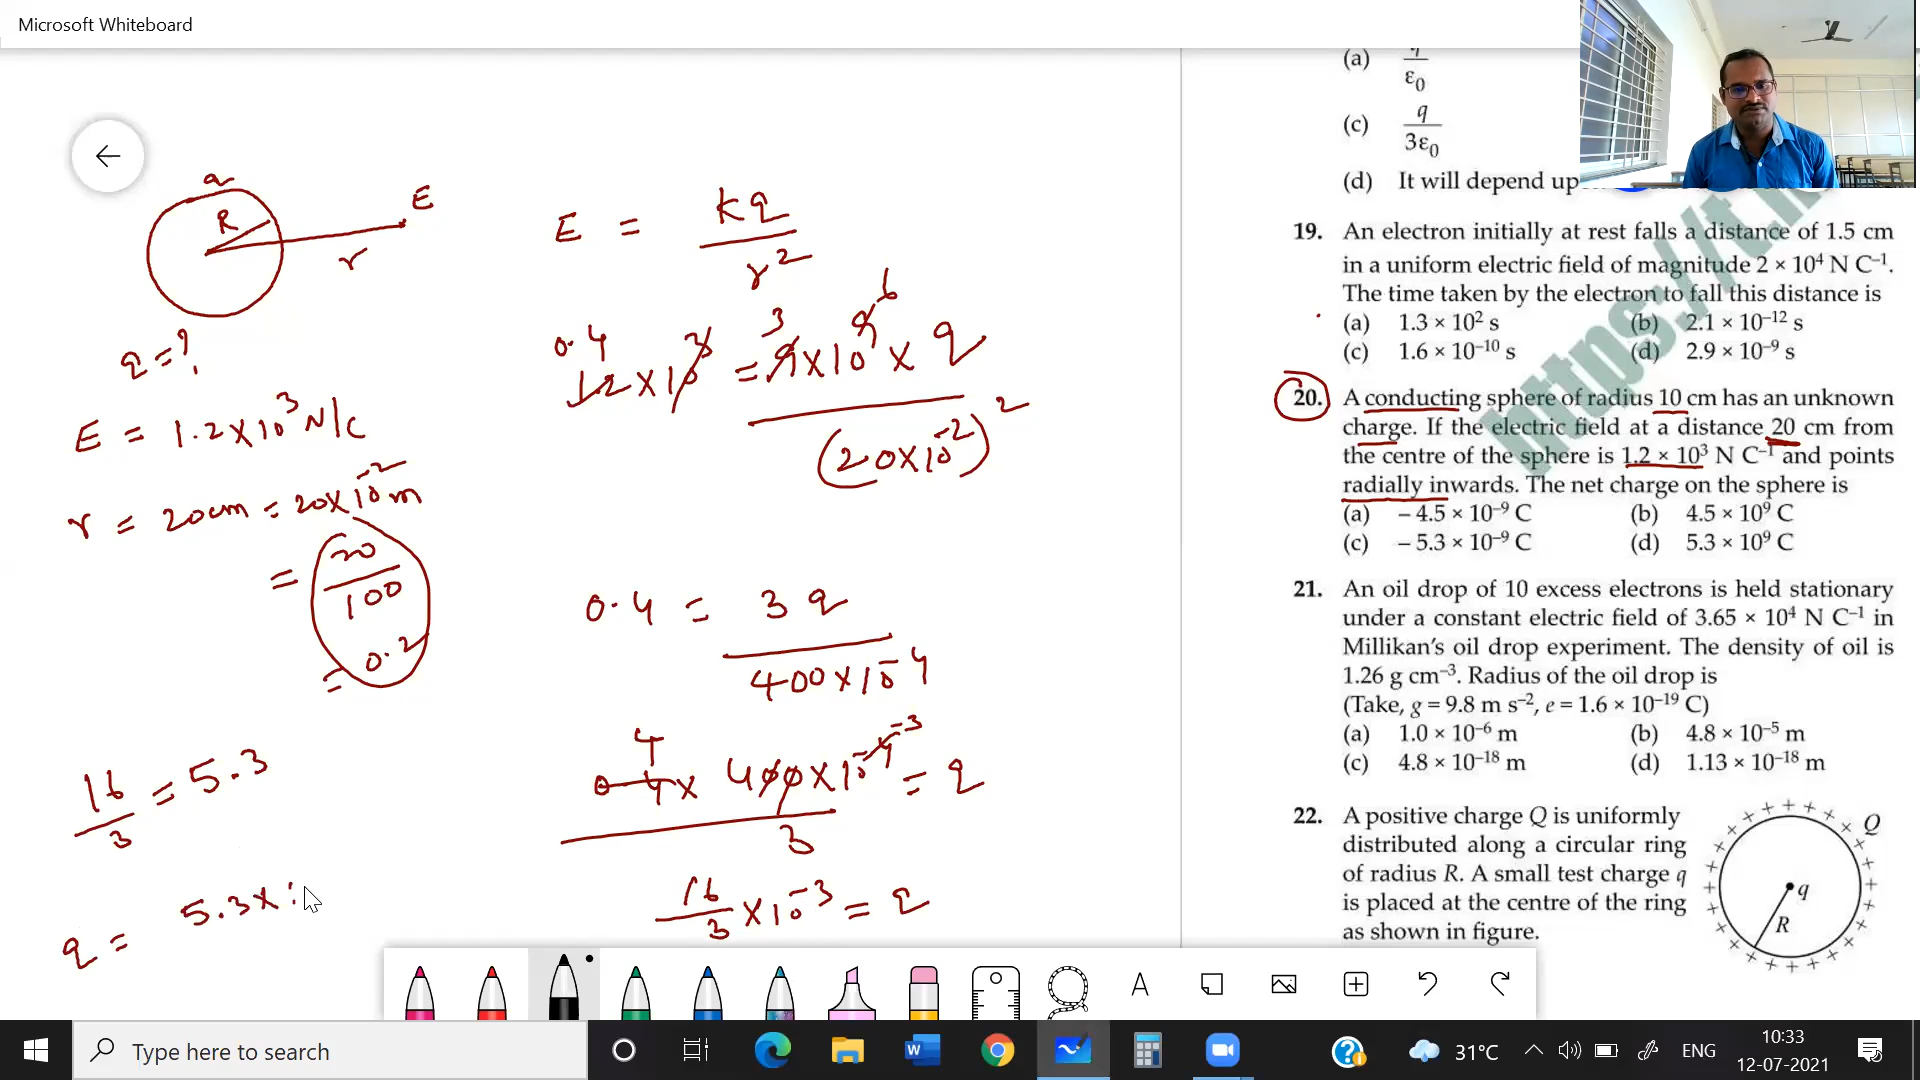 Microsoft Whiteboard
a
R
E
r
q = ?
E = 1.2 × 10³ N/C
r = 20cm = 20 × 10⁻² m
= 20/100
= 0.2
16/3 = 5.3
q = 5.3 ×
E = kq/r²
0.4 3 6
12 × 10³ = 9 × 10⁹ × q
(20 × 10⁻²)²
0.4 = 3q
400 × 10⁻⁴
4 -3
0.4 × 400 × 10⁻⁴ = q
3
16/3 × 10⁻³ = q
(a) q/ε₀
(c) q/3ε₀
(d) It will depend up
https://t.
19. An electron initially at rest falls a distance of 1.5 cm
in a uniform electric field of magnitude 2 × 10⁴ N C⁻¹.
The time taken by the electron to fall this distance is
(a) 1.3 × 10² s (b) 2.1 × 10⁻¹² s
(c) 1.6 × 10⁻¹⁰ s (d) 2.9 × 10⁻⁹ s
20. A conducting sphere of radius 10 cm has an unknown
charge. If the electric field at a distance 20 cm from
the centre of the sphere is 1.2 × 10³ N C⁻¹ and points
radially inwards. The net charge on the sphere is
(a) – 4.5 × 10⁻⁹ C (b) 4.5 × 10⁹ C
(c) – 5.3 × 10⁻⁹ C (d) 5.3 × 10⁹ C
21. An oil drop of 10 excess electrons is held stationary
under a constant electric field of 3.65 × 10⁴ N C⁻¹ in
Millikan's oil drop experiment. The density of oil is
1.26 g cm⁻³. Radius of the oil drop is
(Take, g = 9.8 m s⁻², e = 1.6 × 10⁻¹⁹ C)
(a) 1.0 × 10⁻⁶ m (b) 4.8 × 10⁻⁵ m
(c) 4.8 × 10⁻¹⁸ m (d) 1.13 × 10⁻¹⁸ m
22. A positive charge Q is uniformly
distributed along a circular ring
of radius R. A small test charge q
is placed at the centre of the ring
as shown in figure.
Q
q
R
A
Type here to search
W
31°C
ENG
10:33
12-07-2021